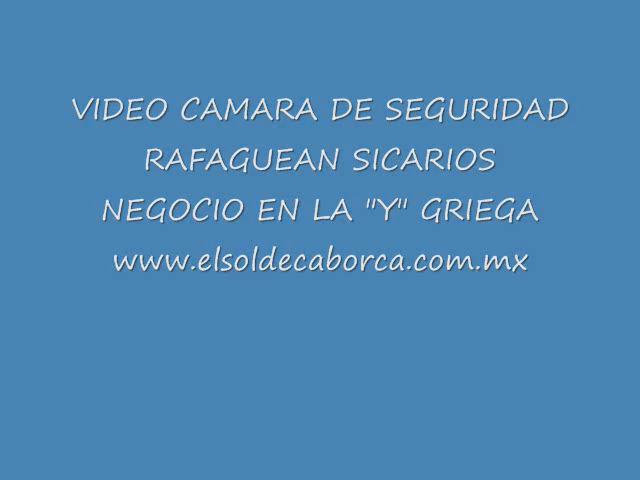 VIDEO CAMARA DE SEGURIDAD
RAFAGUEAN SICARIOS
NEGOCIO EN LA "Y" GRIEGA
www.elsoldecaborca.com.mx